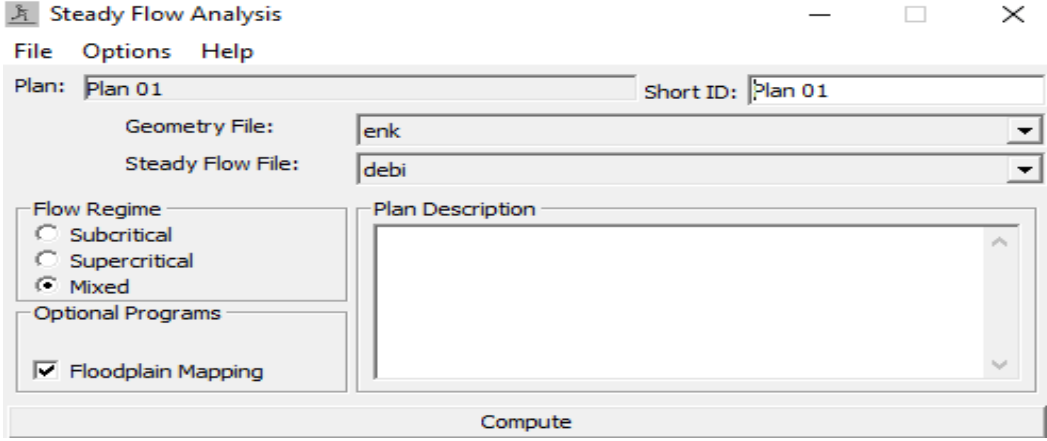 Steady Flow Analysis
File Options Help
Plan: Plan 01 Short ID: Plan 01
Geometry File: enk
Steady Flow File: debi
Flow Regime
Subcritical
Supercritical
Mixed
Plan Description
Optional Programs
Floodplain Mapping
Compute